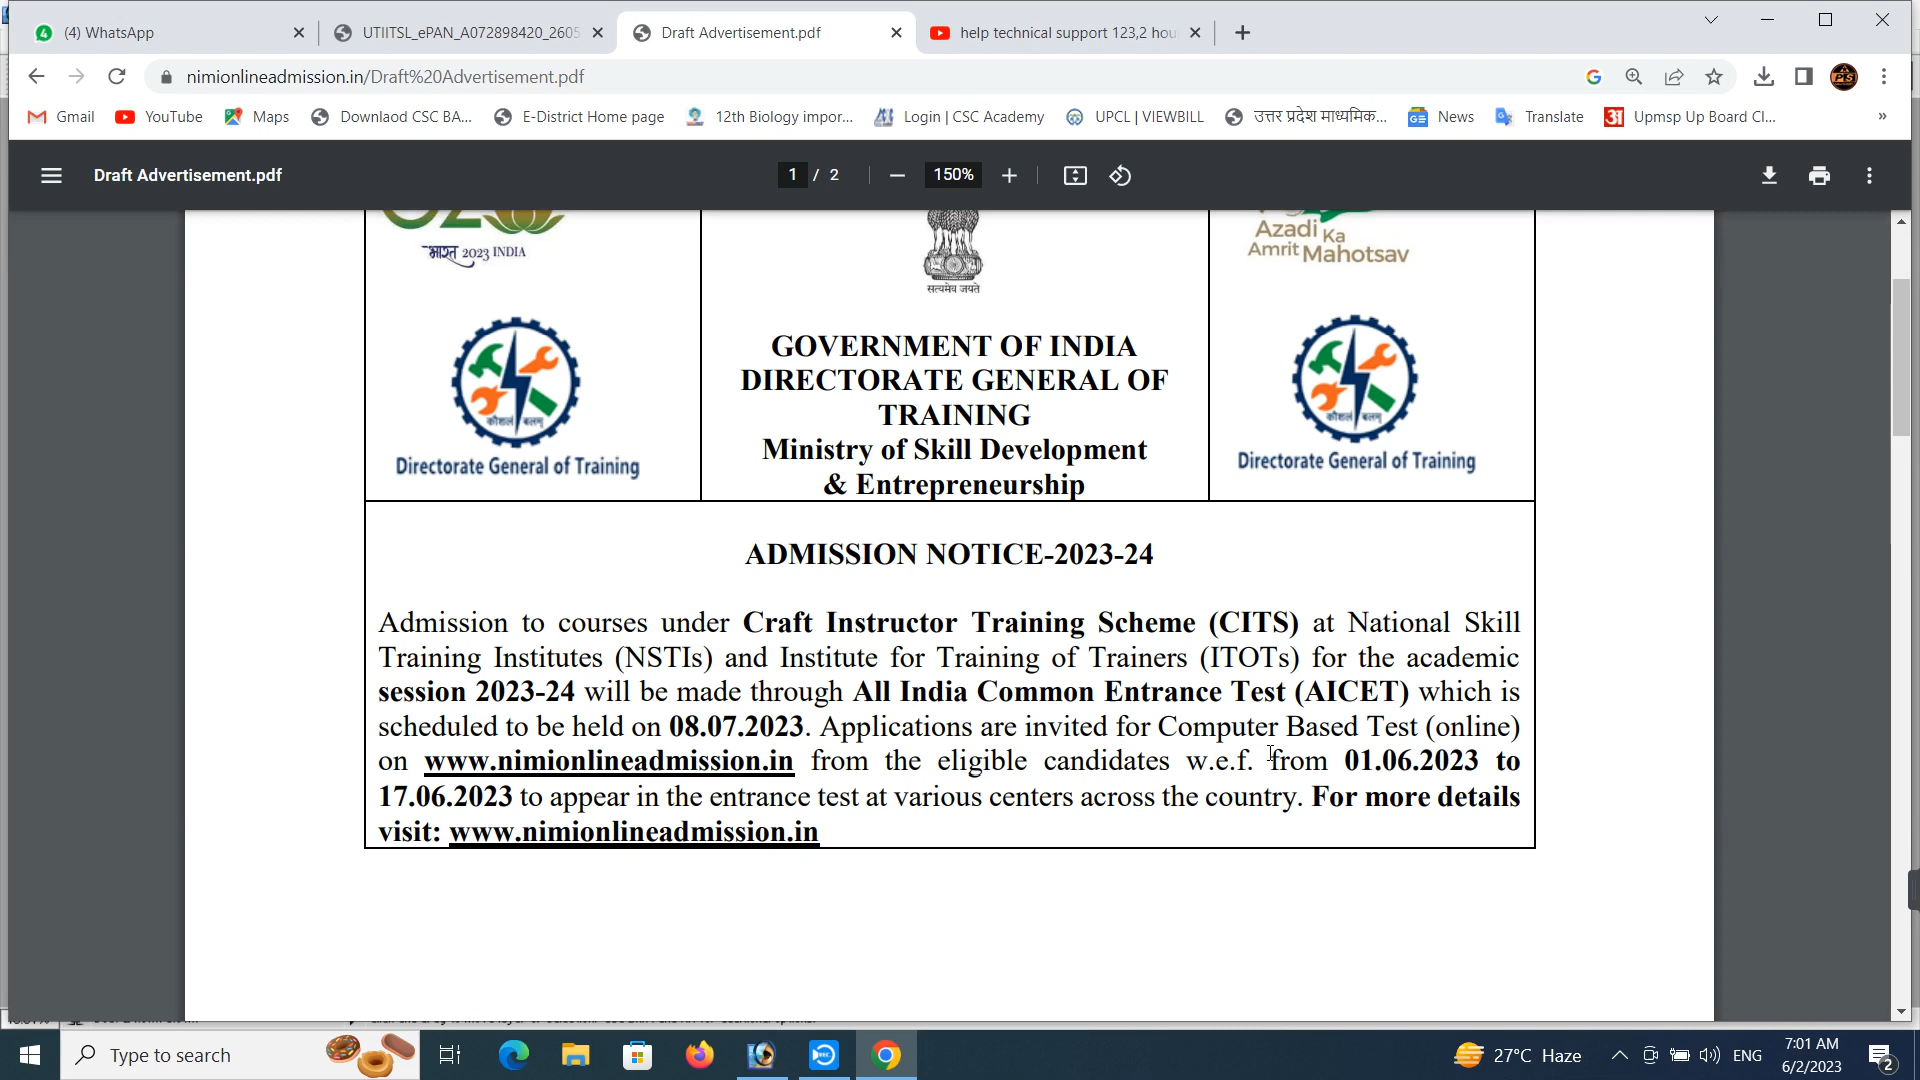 (4) WhatsApp
UTIITSL_ePAN_A072898420_2605
Draft Advertisement.pdf
help technical support 123,2 hou
nimionlineadmission.in/Draft%20Advertisement.pdf
Gmail
YouTube
Maps
Downlaod CSC BA...
E-District Home page
12th Biology impor...
Login | CSC Academy
UPCL | VIEWBILL
उत्तर प्रदेश माध्यमिक...
News
Translate
Upmsp Up Board Cl...
»
Draft Advertisement.pdf
1 / 2
150%
भारत 2023 INDIA
सत्यमेव जयते
Azadi Ka
Amrit Mahotsav
कौशलं बलम्
Directorate General of Training
GOVERNMENT OF INDIA
DIRECTORATE GENERAL OF
TRAINING
Ministry of Skill Development
& Entrepreneurship
कौशलं बलम्
Directorate General of Training
ADMISSION NOTICE-2023-24
Admission to courses under Craft Instructor Training Scheme (CITS) at National Skill
Training Institutes (NSTIs) and Institute for Training of Trainers (ITOTs) for the academic
session 2023-24 will be made through All India Common Entrance Test (AICET) which is
scheduled to be held on 08.07.2023. Applications are invited for Computer Based Test (online)
on www.nimionlineadmission.in from the eligible candidates w.e.f. from 01.06.2023 to
17.06.2023 to appear in the entrance test at various centers across the country. For more details
visit: www.nimionlineadmission.in
Type to search
27°C Haze
ENG
7:01 AM
6/2/2023
2